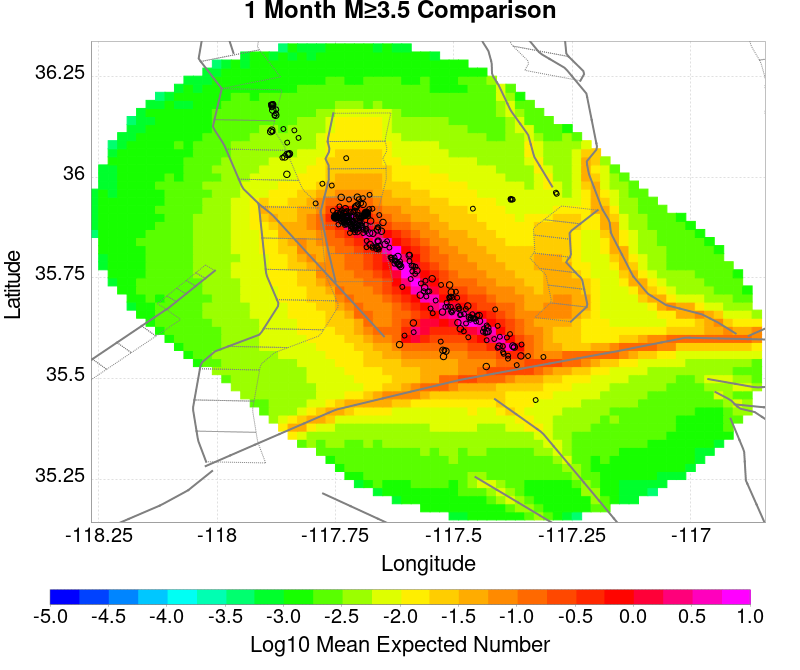 1 Month M≥3.5 Comparison
36.25
36
35.75
35.5
35.25
Latitude
-118.25 -118 -117.75 -117.5 -117.25 -117
Longitude
-5.0 -4.5 -4.0 -3.5 -3.0 -2.5 -2.0 -1.5 -1.0 -0.5 0.0 0.5 1.0
Log10 Mean Expected Number